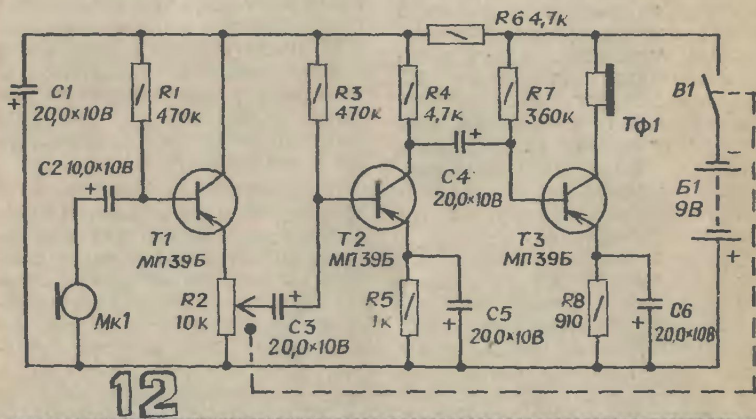 R6 4,7к
C1
20,0×10В
R1
470к
R3
470к
R4
4,7к
R7
360к
Тф1
В1
C2 10,0×10В
C4
20,0×10В
Б1
9В
T1
МП39Б
T2
МП39Б
T3
МП39Б
Мк1
R2
10к
C3
20,0×10В
R5
1к
C5
20,0×10В
R8
910
C6
20,0×10В
12